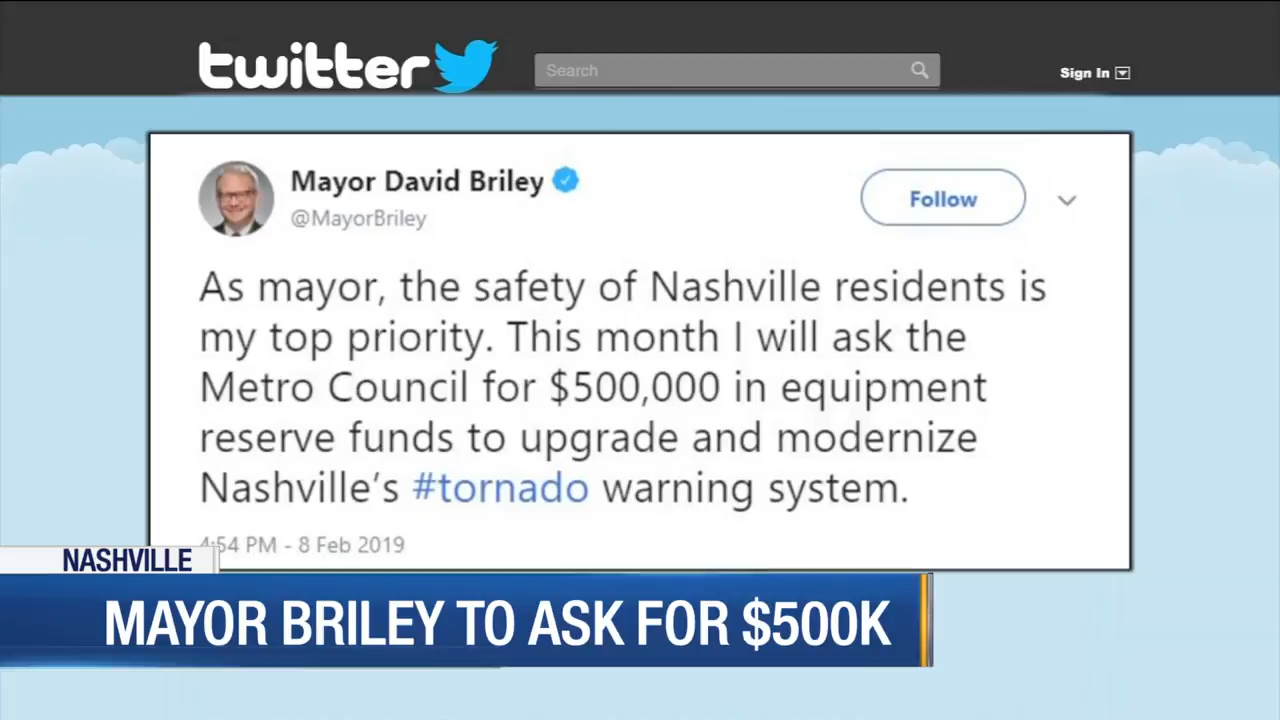 twitter
Search
Sign In
Mayor David Briley
@MayorBriley
Follow
As mayor, the safety of Nashville residents is
my top priority. This month I will ask the
Metro Council for $500,000 in equipment
reserve funds to upgrade and modernize
Nashville's #tornado warning system.
4:54 PM - 8 Feb 2019
NASHVILLE
MAYOR BRILEY TO ASK FOR $500K